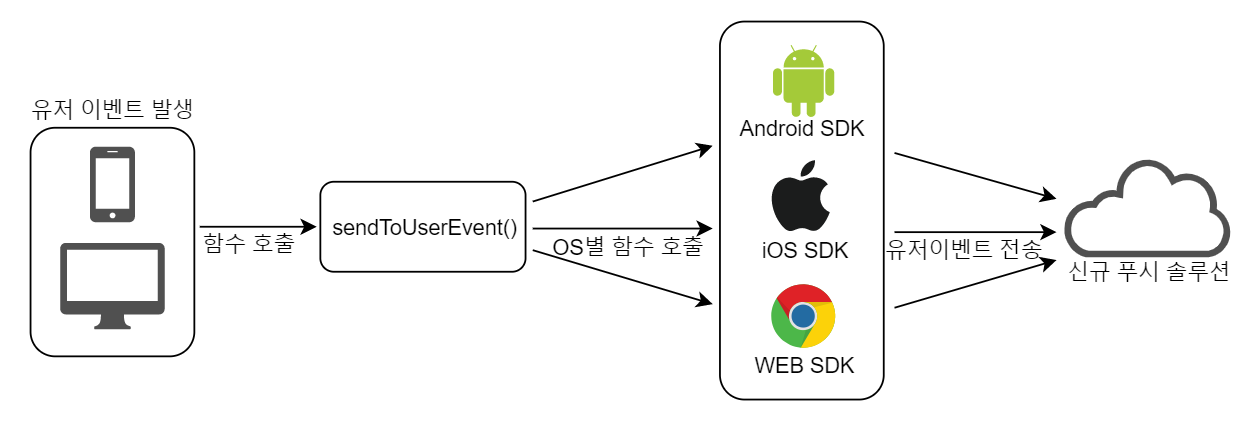 유저 이벤트 발생
함수 호출
sendToUserEvent()
OS별 함수 호출
Android SDK
iOS SDK
WEB SDK
유저이벤트 전송
신규 푸시 솔루션